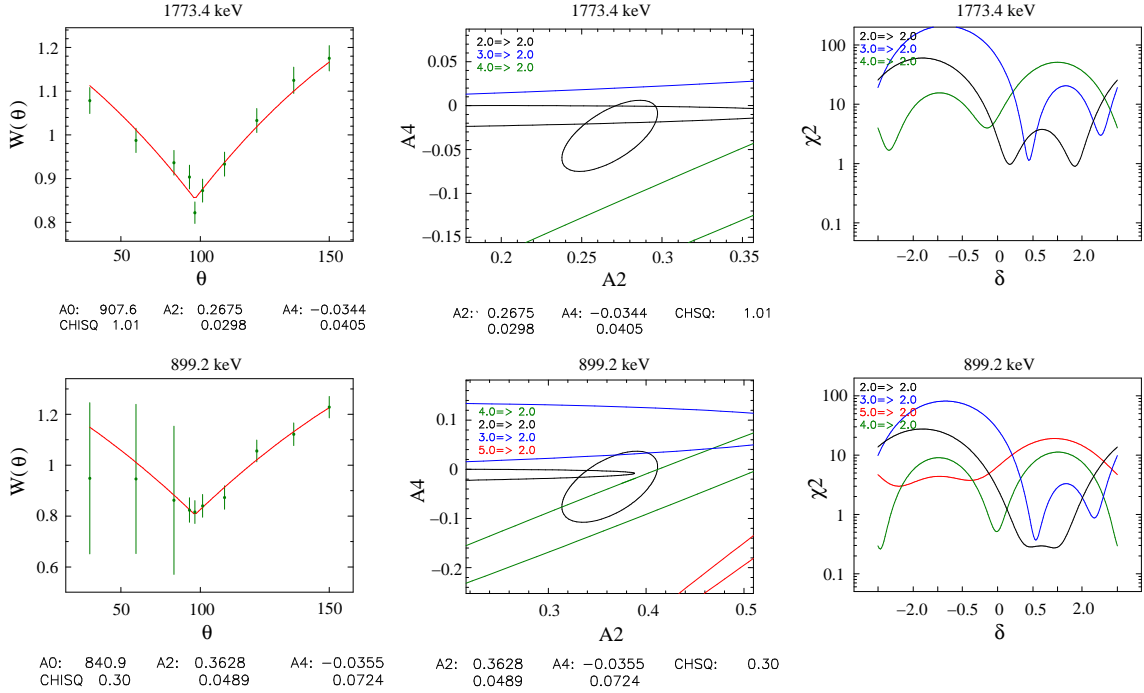 1773.4 keV
1773.4 keV
1773.4 keV
1.2
1.1
1
0.9
0.8
W(θ)
50
100
150
θ
A0: 907.6 A2: 0.2675 A4: −0.0344
CHISQ 1.01 0.0298 0.0405
2.0=> 2.0
3.0=> 2.0
4.0=> 2.0
0.05
0
−0.05
−0.1
−0.15
A4
0.2
0.25
0.3
0.35
A2
A2: 0.2675 A4: −0.0344 CHSQ: 1.01
0.0298 0.0405
2.0=> 2.0
3.0=> 2.0
4.0=> 2.0
100
10
1
0.1
χ2
−2.0
−0.5
0
0.5
2.0
δ
899.2 keV
899.2 keV
899.2 keV
1.2
1
0.8
0.6
W(θ)
50
100
150
θ
A0: 840.9 A2: 0.3628 A4: −0.0355
CHISQ 0.30 0.0489 0.0724
4.0=> 2.0
2.0=> 2.0
3.0=> 2.0
5.0=> 2.0
0.1
0
−0.1
−0.2
A4
0.3
0.4
0.5
A2
A2: 0.3628 A4: −0.0355 CHSQ: 0.30
0.0489 0.0724
2.0=> 2.0
3.0=> 2.0
5.0=> 2.0
4.0=> 2.0
100
10
1
0.1
χ2
−2.0
−0.5
0
0.5
2.0
δ